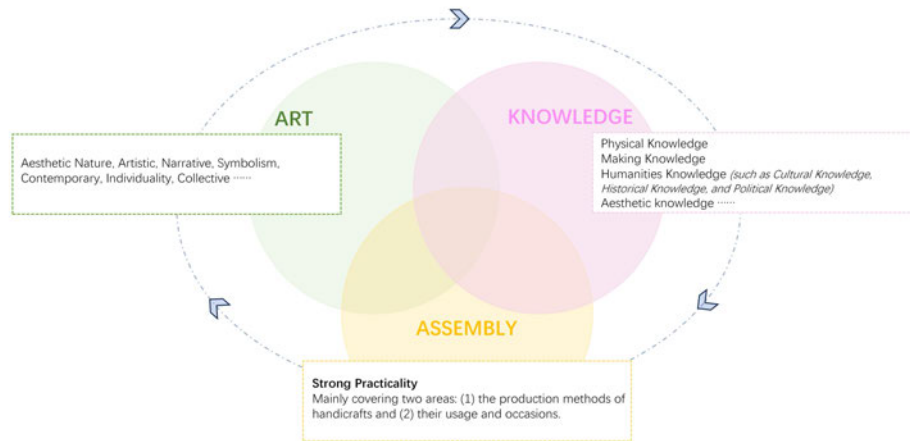 ART
KNOWLEDGE
Aesthetic Nature, Artistic, Narrative, Symbolism,
Contemporary, Individuality, Collective ······
Physical Knowledge
Making Knowledge
Humanities Knowledge (such as Cultural Knowledge,
Historical Knowledge, and Political Knowledge)
Aesthetic knowledge ······
ASSEMBLY
Strong Practicality
Mainly covering two areas: (1) the production methods of
handicrafts and (2) their usage and occasions.